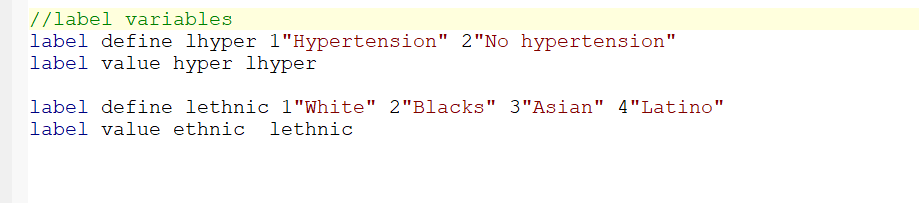 //label variables
label define lhyper 1"Hypertension" 2"No hypertension"
label value hyper lhyper
label define lethnic 1"White" 2"Blacks" 3"Asian" 4"Latino"
label value ethnic  lethnic